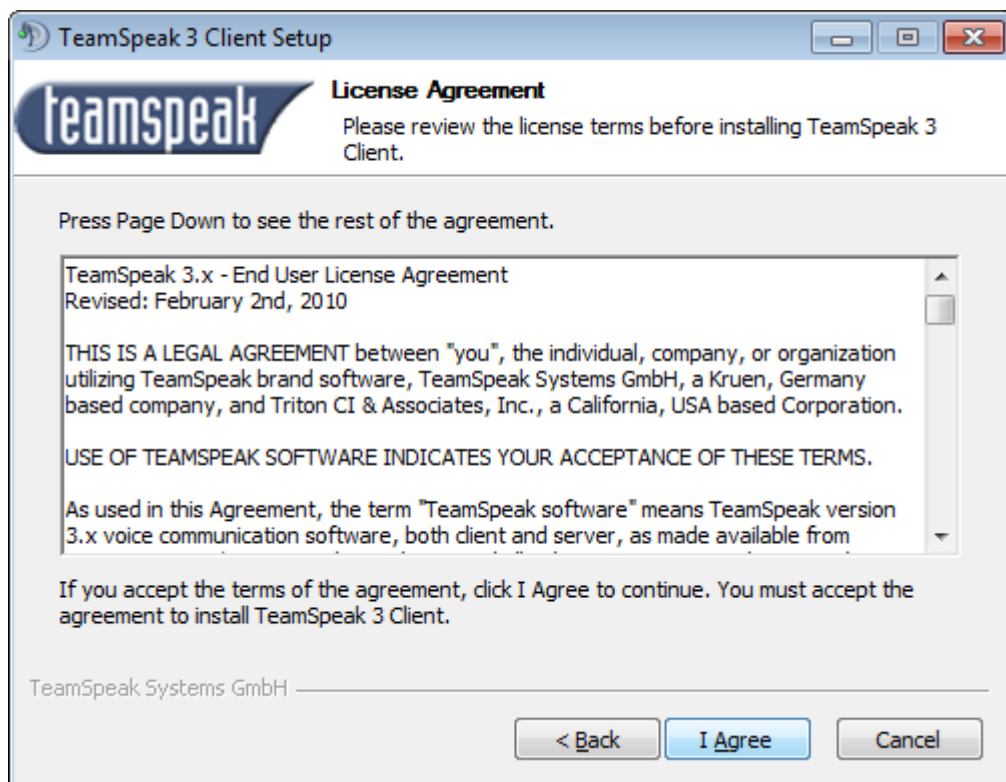 TeamSpeak 3 Client Setup
teamspeak
License Agreement
Please review the license terms before installing TeamSpeak 3
Client.
Press Page Down to see the rest of the agreement.
TeamSpeak 3.x - End User License Agreement
Revised: February 2nd, 2010
THIS IS A LEGAL AGREEMENT between "you", the individual, company, or organization
utilizing TeamSpeak brand software, TeamSpeak Systems GmbH, a Kruen, Germany
based company, and Triton CI & Associates, Inc., a California, USA based Corporation.
USE OF TEAMSPEAK SOFTWARE INDICATES YOUR ACCEPTANCE OF THESE TERMS.
As used in this Agreement, the term "TeamSpeak software" means TeamSpeak version
3.x voice communication software, both client and server, as made available from
If you accept the terms of the agreement, click I Agree to continue. You must accept the
agreement to install TeamSpeak 3 Client.
TeamSpeak Systems GmbH
< Back
I Agree
Cancel